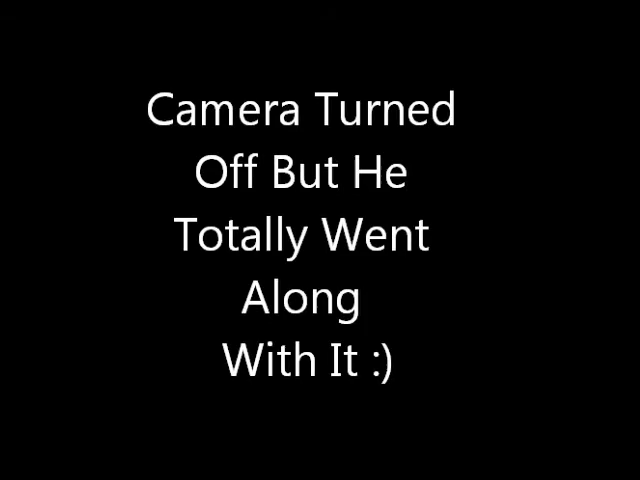 Camera Turned
Off But He
Totally Went
Along
With It :)